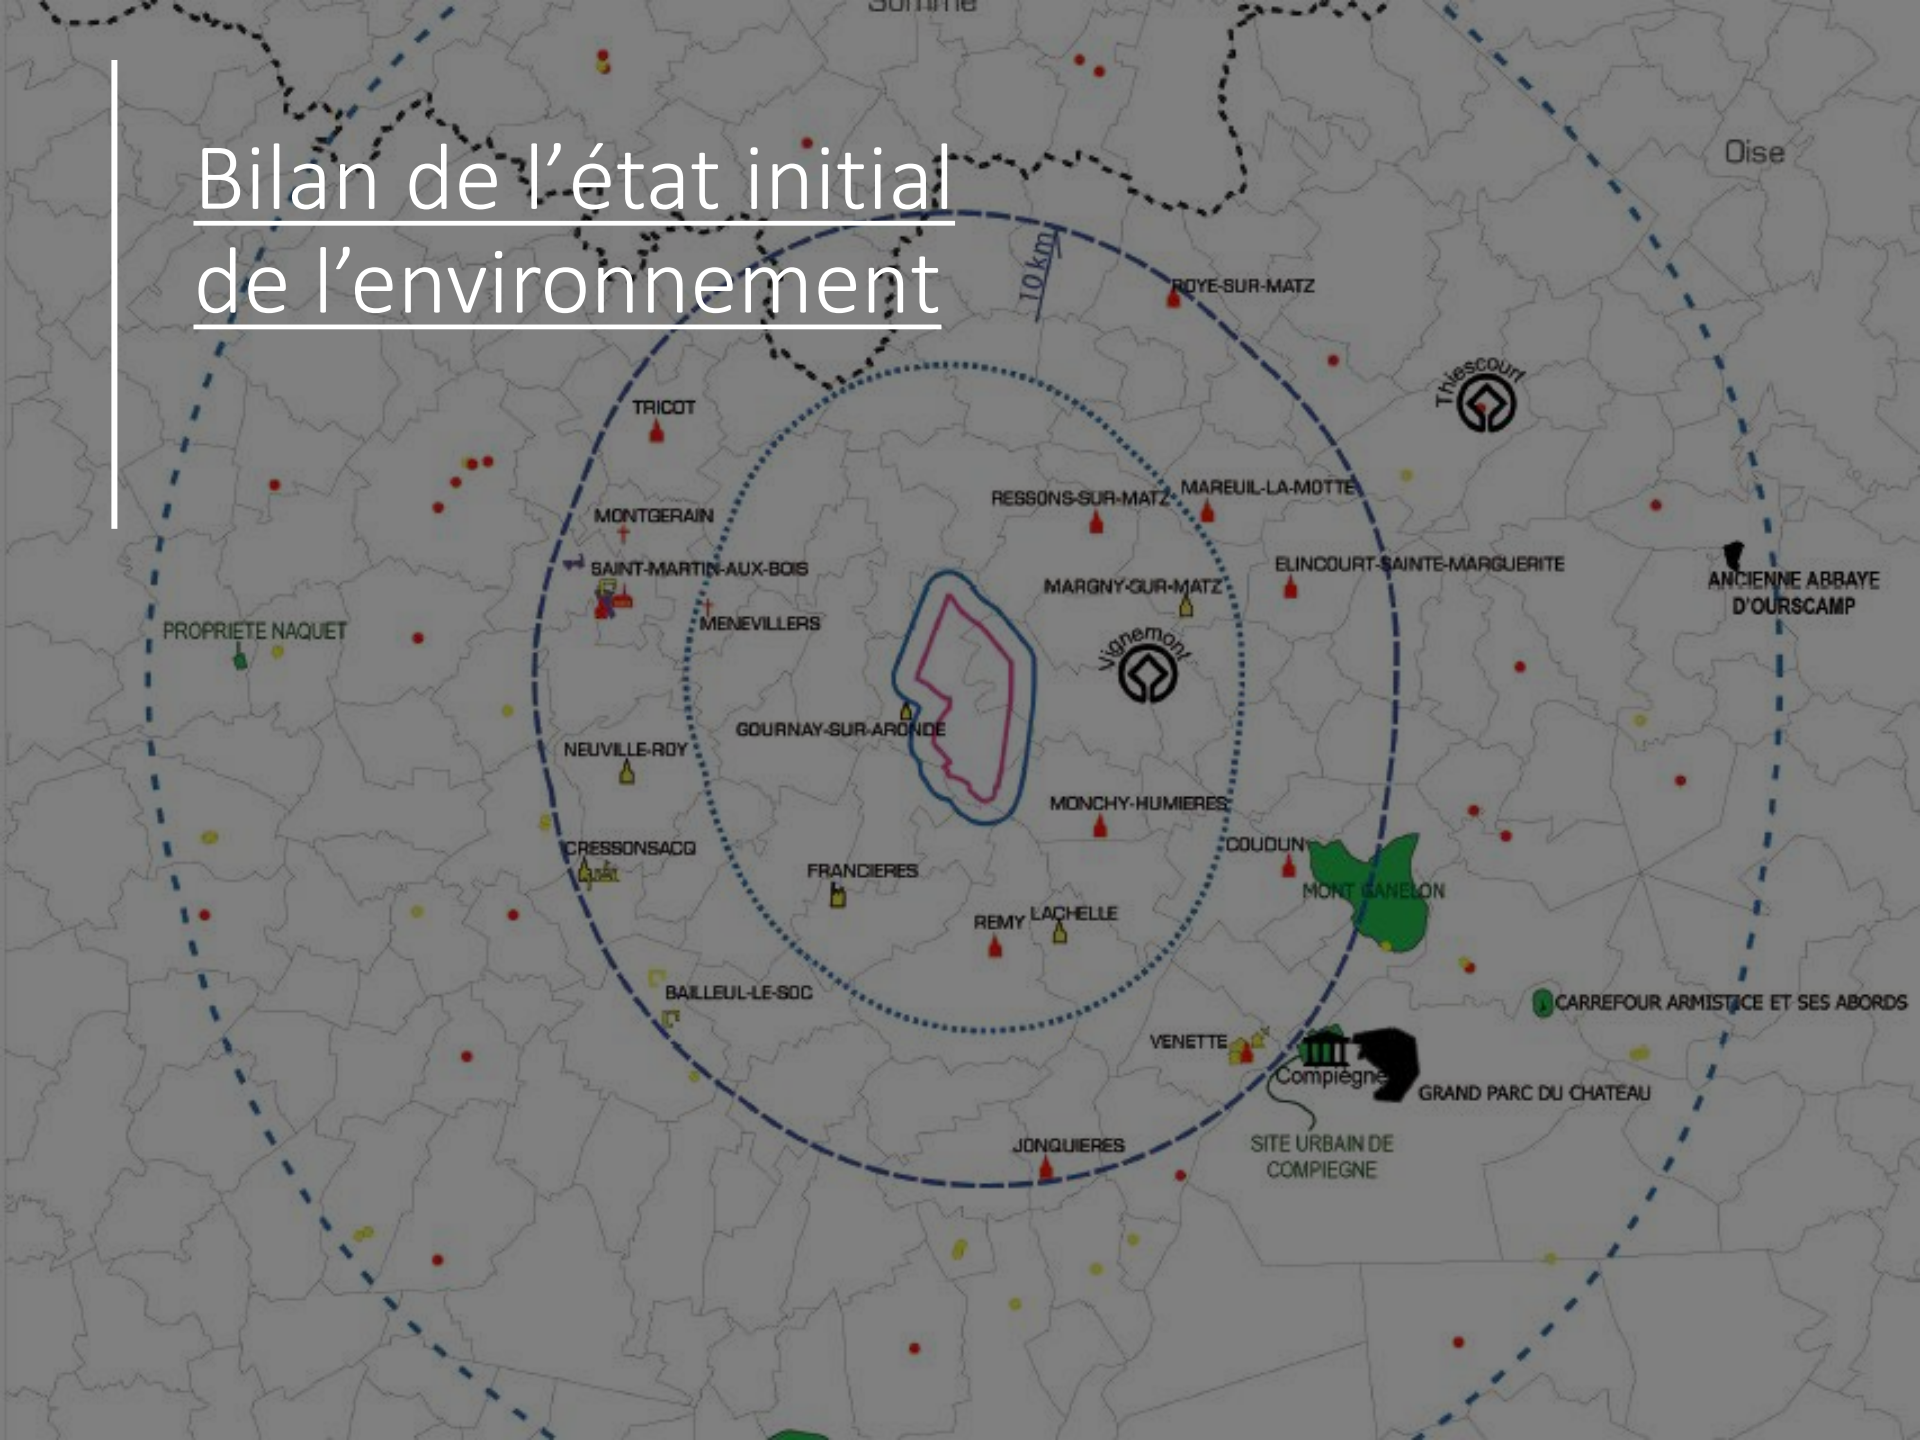 Somme
Bilan de l’état initial
de l’environnement
Oise
10 km
ROYE-SUR-MATZ
Thiescourt
TRICOT
RESSONS-SUR-MATZ
MAREUIL-LA-MOTTE
MONTGERAIN
SAINT-MARTIN-AUX-BOIS
ELINCOURT-SAINTE-MARGUERITE
MARGNY-SUR-MATZ
ANCIENNE ABBAYE
D'OURSCAMP
PROPRIETE NAQUET
MENEVILLERS
Vignemont
GOURNAY-SUR-ARONDE
NEUVILLE-ROY
MONCHY-HUMIERES
CRESSONSACQ
COUDUN
FRANCIERES
MONT GANELON
REMY
LACHELLE
BAILLEUL-LE-SOC
CARREFOUR ARMISTICE ET SES ABORDS
VENETTE
Compiègne
GRAND PARC DU CHATEAU
JONQUIERES
SITE URBAIN DE
COMPIEGNE